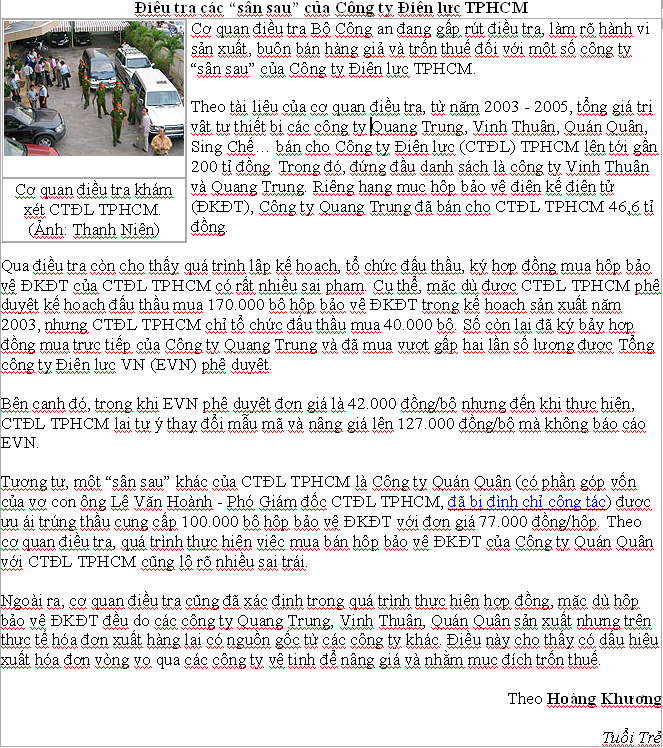 Điều tra các “sân sau” của Công ty Điện lực TPHCM
Cơ quan điều tra Bộ Công an đang gấp rút điều tra, làm rõ hành vi
sản xuất, buôn bán hàng giả và trốn thuế đối với một số công ty
“sân sau” của Công ty Điện lực TPHCM.
Theo tài liệu của cơ quan điều tra, từ năm 2003 - 2005, tổng giá trị
vật tư thiết bị các công ty Quang Trung, Vinh Thuận, Quán Quân,
Sing Chế... bán cho Công ty Điện lực (CTĐL) TPHCM lên tới gần
200 tỉ đồng. Trong đó, đứng đầu danh sách là công ty Vinh Thuận
và Quang Trung. Riêng hạng mục hộp bảo vệ điện kế điện tử
(ĐKĐT), Công ty Quang Trung đã bán cho CTĐL TPHCM 46,6 tỉ
đồng.
Cơ quan điều tra khám
xét CTĐL TPHCM.
(Ảnh: Thanh Niên)
Qua điều tra còn cho thấy quá trình lập kế hoạch, tổ chức đấu thầu, ký hợp đồng mua hộp bảo
vệ ĐKĐT của CTĐL TPHCM có rất nhiều sai phạm. Cụ thể, mặc dù được CTĐL TPHCM phê
duyệt kế hoạch đấu thầu mua 170.000 bộ hộp bảo vệ ĐKĐT trong kế hoạch sản xuất năm
2003, nhưng CTĐL TPHCM chỉ tổ chức đấu thầu mua 40.000 bộ. Số còn lại đã ký bảy hợp
đồng mua trực tiếp của Công ty Quang Trung và đã mua vượt gấp hai lần số lượng được Tổng
công ty Điện lực VN (EVN) phê duyệt.
Bên cạnh đó, trong khi EVN phê duyệt đơn giá là 42.000 đồng/bộ nhưng đến khi thực hiện,
CTĐL TPHCM lại tự ý thay đổi mẫu mã và nâng giá lên 127.000 đồng/bộ mà không báo cáo
EVN.
Tương tự, một “sân sau” khác của CTĐL TPHCM là Công ty Quán Quân (có phần góp vốn
của vợ con ông Lê Văn Hoành - Phó Giám đốc CTĐL TPHCM, đã bị đình chỉ công tác) được
ưu ái trúng thầu cung cấp 100.000 bộ hộp bảo vệ ĐKĐT với đơn giá 77.000 đồng/hộp. Theo
cơ quan điều tra, quá trình thực hiện việc mua bán hộp bảo vệ ĐKĐT của Công ty Quán Quân
với CTĐL TPHCM cũng lộ rõ nhiều sai trái.
Ngoài ra, cơ quan điều tra cũng đã xác định trong quá trình thực hiện hợp đồng, mặc dù hộp
bảo vệ ĐKĐT đều do các công ty Quang Trung, Vinh Thuận, Quán Quân sản xuất nhưng trên
thực tế hóa đơn xuất hàng lại có nguồn gốc từ các công ty khác. Điều này cho thấy có dấu hiệu
xuất hóa đơn vòng vo qua các công ty vệ tinh để nâng giá và nhằm mục đích trốn thuế.
Theo Hoàng Khương
Tuổi Trẻ